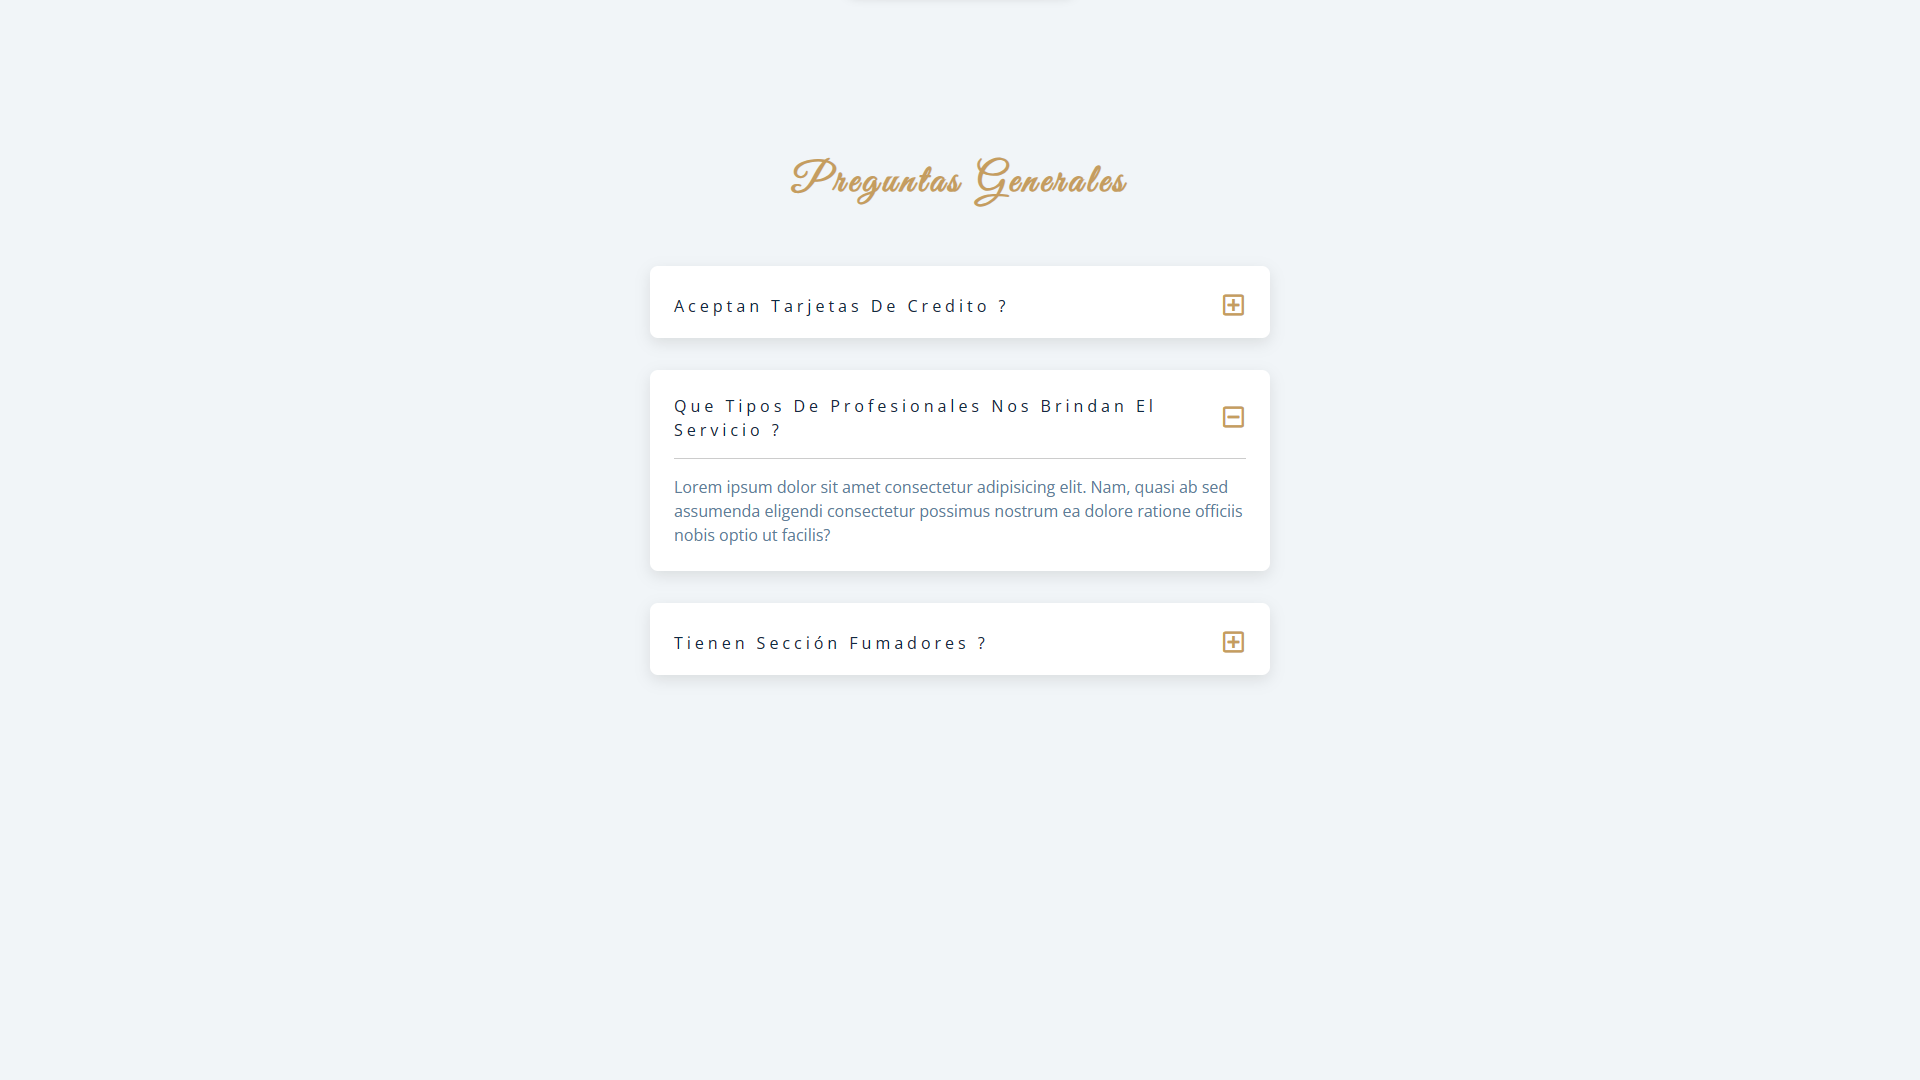 Preguntas Generales
Aceptan Tarjetas De Credito ?
Que Tipos De Profesionales Nos Brindan El
Servicio ?
Lorem ipsum dolor sit amet consectetur adipisicing elit. Nam, quasi ab sed
assumenda eligendi consectetur possimus nostrum ea dolore ratione officiis
nobis optio ut facilis?
Tienen Sección Fumadores ?